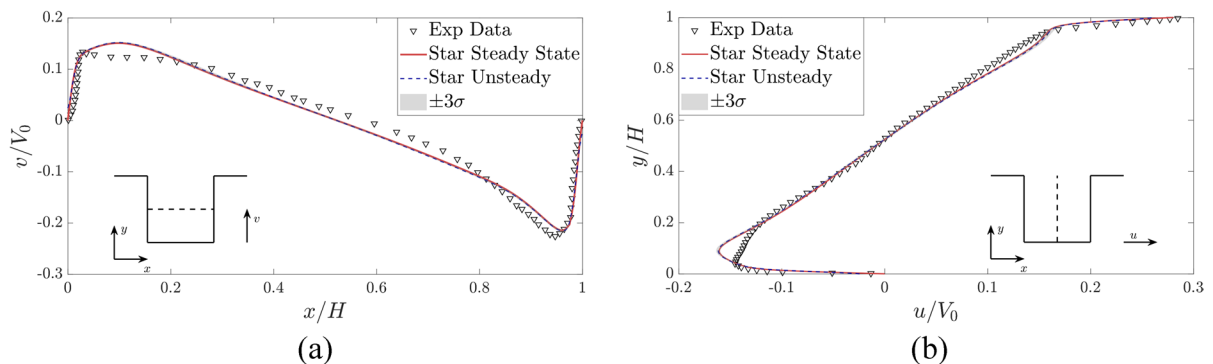 0.2
0.1
0
-0.1
-0.2
-0.3
v/V₀
0 0.2 0.4 0.6 0.8 1
x/H
Exp Data
Star Steady State
Star Unsteady
±3σ
y
x
v
(a)
1
0.8
0.6
0.4
0.2
0
y/H
-0.2 -0.1 0 0.1 0.2 0.3
u/V₀
Exp Data
Star Steady State
Star Unsteady
±3σ
y
x
u
(b)